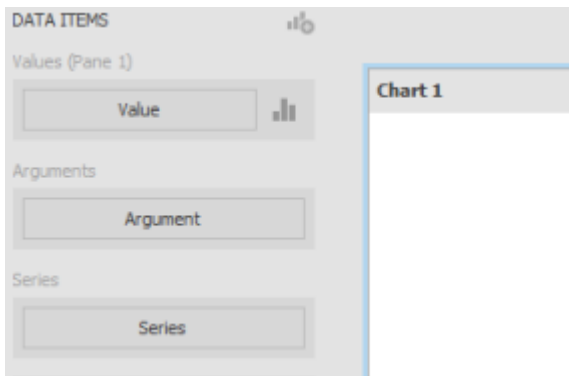 DATA ITEMS
Values (Pane 1)
Value
Chart 1
Arguments
Argument
Series
Series